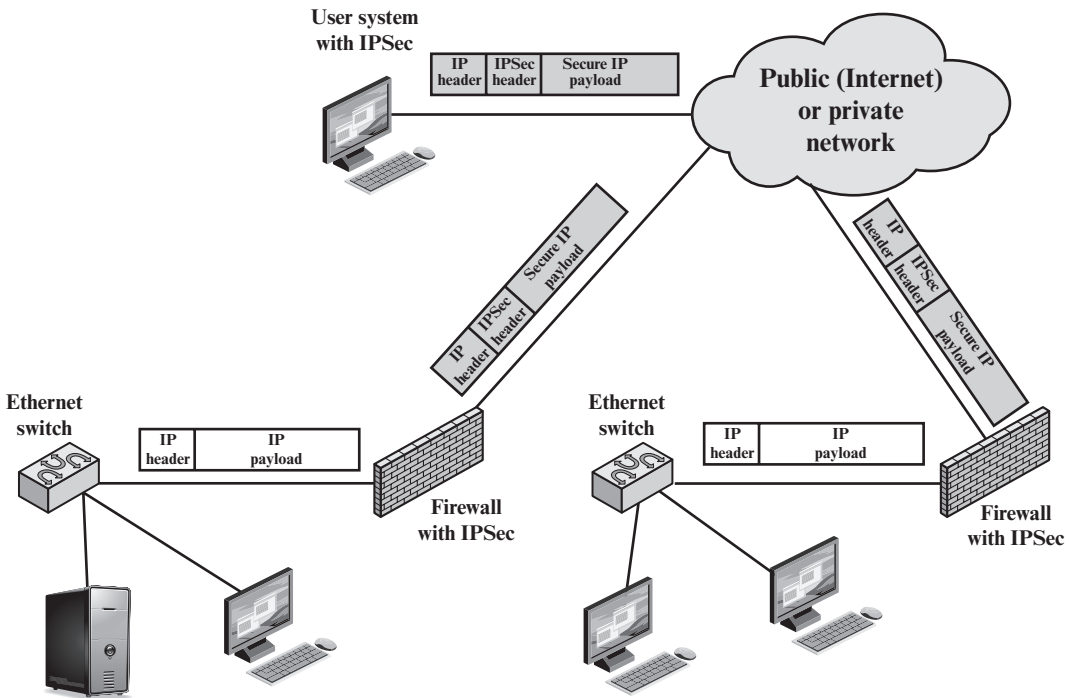 User system
with IPSec
IP
header
IPSec
header
Secure IP
payload
Public (Internet)
or private
network
IP
header
IPSec
header
Secure IP
payload
IP
header
IPSec
header
Secure IP
payload
Ethernet
switch
IP
header
IP
payload
Firewall
with IPSec
Ethernet
switch
IP
header
IP
payload
Firewall
with IPSec